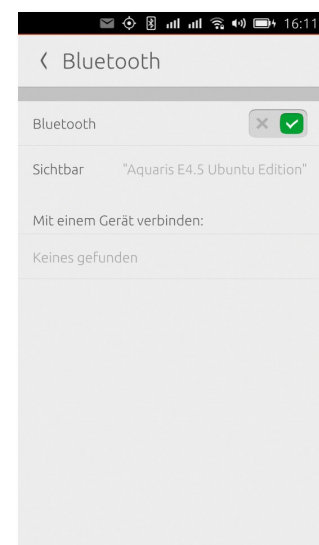 16:11
Bluetooth
Bluetooth
Sichtbar "Aquaris E4.5 Ubuntu Edition"
Mit einem Gerät verbinden:
Keines gefunden